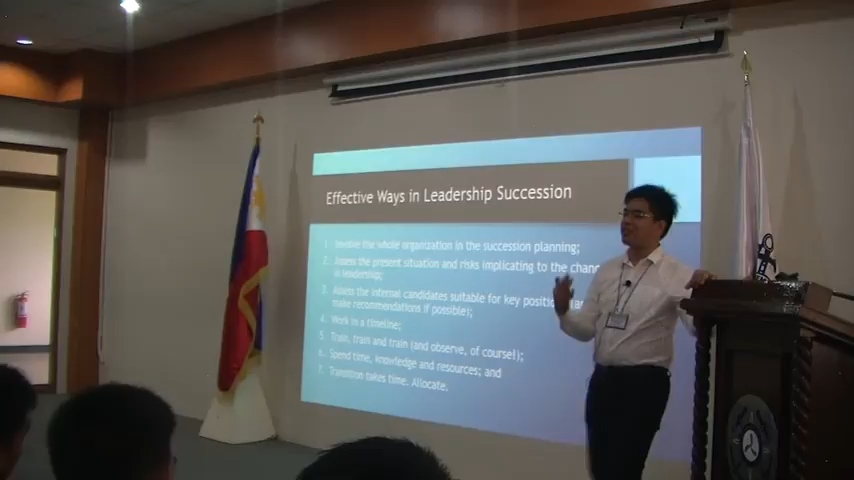 Effective Ways in Leadership Succession
1. Involve the whole organization in the succession planning;
2. Assess the present situation and risks implicating to the
in leadership;
3. Assess the internal candidates suitable for key
make recommendations if possible);
4. Work in a timeline;
5. Train, train and train (and observe, of course!);
6. Spend time, knowledge and resources; and
7. Transition takes time. Allocate.